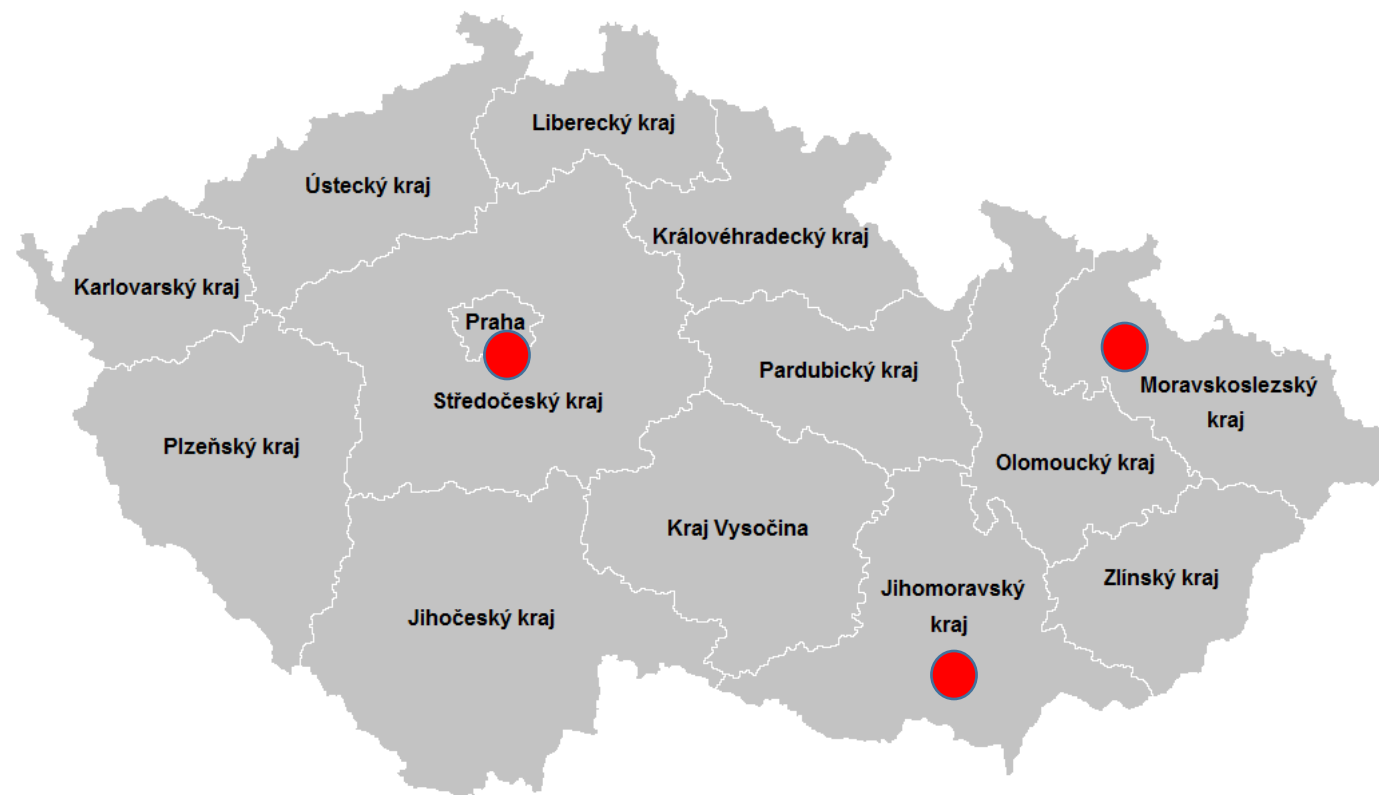 Liberecký kraj
Ústecký kraj
Královéhradecký kraj
Karlovarský kraj
Praha
Pardubický kraj
Moravskoslezský
kraj
Středočeský kraj
Plzeňský kraj
Olomoucký kraj
Kraj Vysočina
Zlínský kraj
Jihomoravský
kraj
Jihočeský kraj